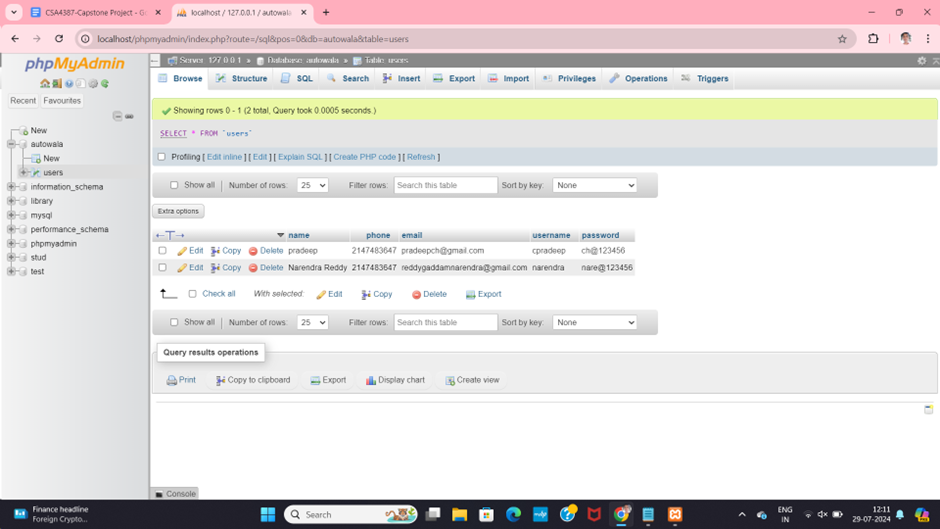 CSA4387-Capstone Project - Go
localhost / 127.0.0.1 / autowala
localhost/phpmyadmin/index.php?route=/sql&pos=0&db=autowala&table=users
phpMyAdmin
Recent Favourites
New
autowala
New
users
information_schema
library
mysql
performance_schema
phpmyadmin
stud
test
Server: 127.0.0.1 » Database: autowala » Table: users
Browse Structure SQL Search Insert Export Import Privileges Operations Triggers
Showing rows 0 - 1 (2 total, Query took 0.0005 seconds.)
SELECT * FROM `users`
Profiling [ Edit inline ] [ Edit ] [ Explain SQL ] [ Create PHP code ] [ Refresh ]
Show all Number of rows: 25 Filter rows: Search this table Sort by key: None
Extra options
name phone email username password
Edit Copy Delete pradeep 2147483647 pradeepch@gmail.com cpradeep ch@123456
Edit Copy Delete Narendra Reddy 2147483647 reddygaddamnarendra@gmail.com narendra nare@123456
Check all With selected: Edit Copy Delete Export
Show all Number of rows: 25 Filter rows: Search this table Sort by key: None
Query results operations
Print Copy to clipboard Export Display chart Create view
Console
Finance headline
Foreign Crypto...
Search
ENG
IN
12:11
29-07-2024